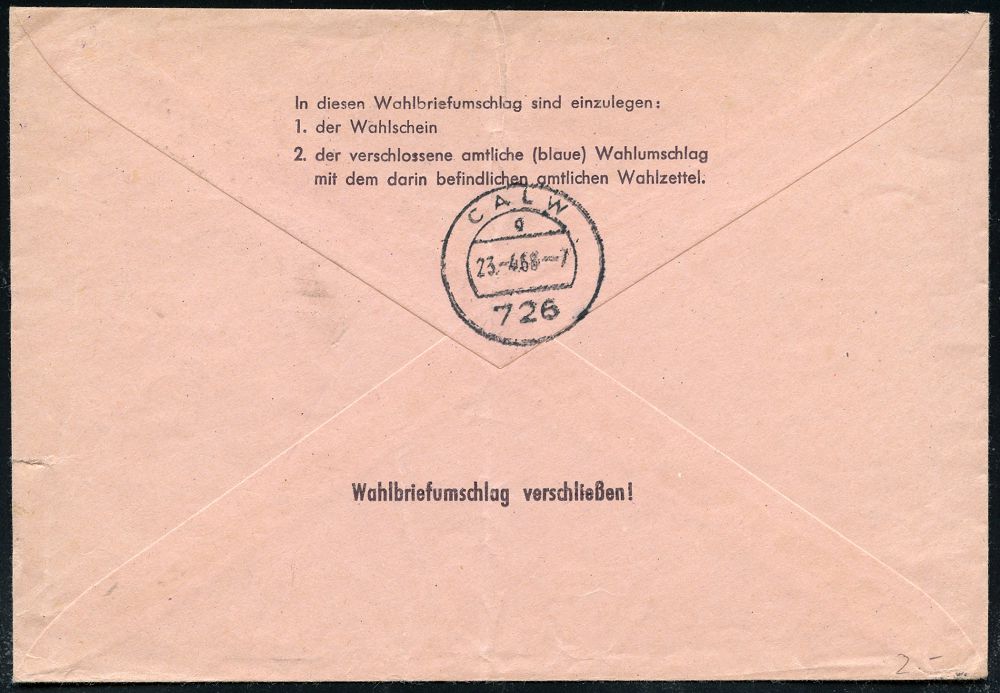 In diesen Wahlbriefumschlag sind einzulegen:
1. der Wahlschein
2. der verschlossene amtliche (blaue) Wahlumschlag
mit dem darin befindlichen amtlichen Wahlzettel.
CALW
g
23.-4.68-7
726
Wahlbriefumschlag verschließen!
2.-